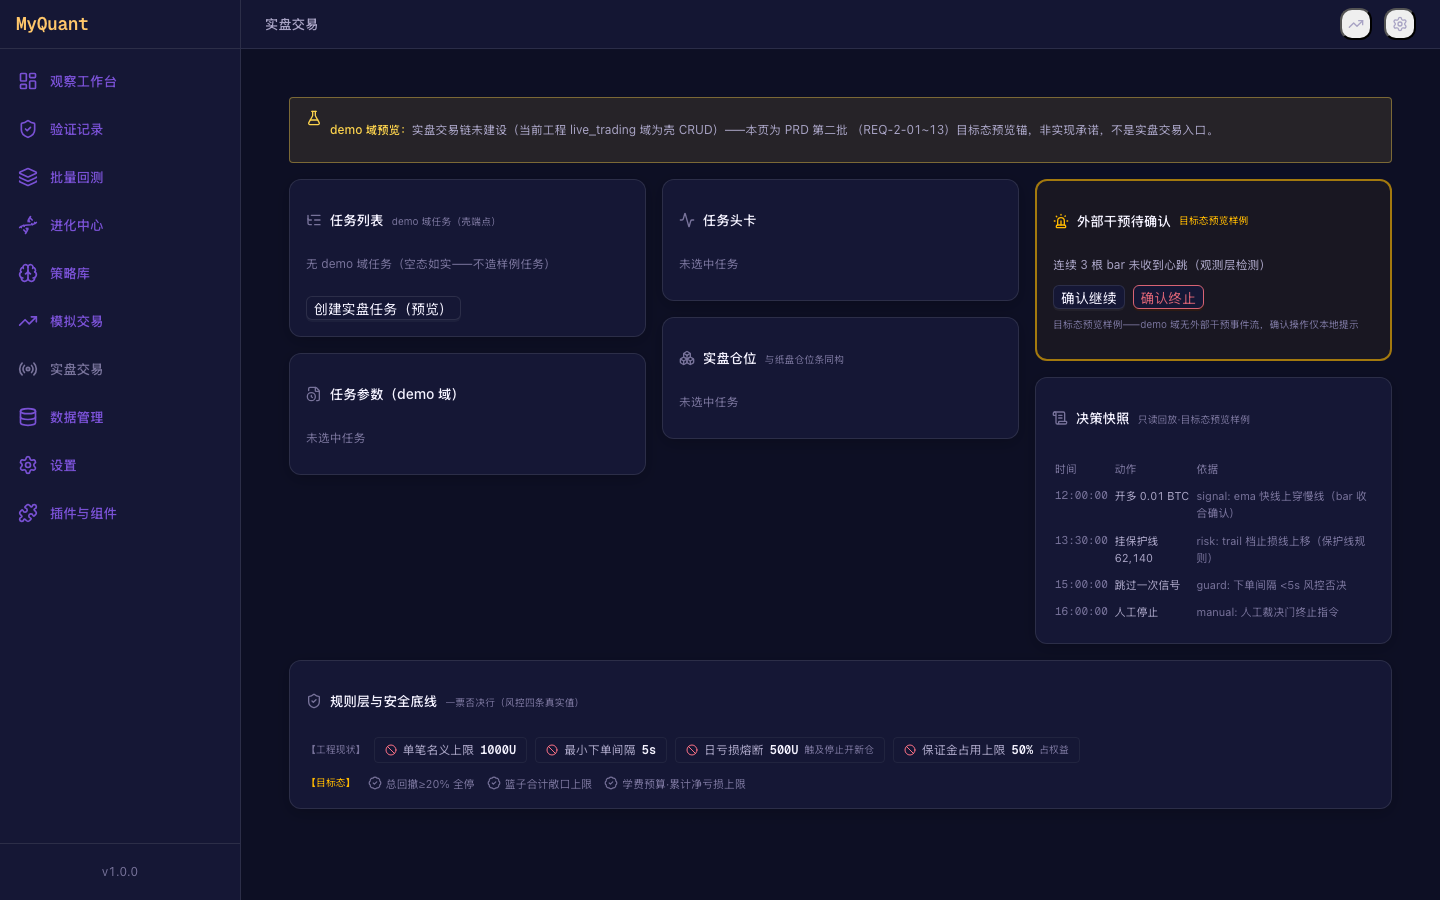 MyQuant
实盘交易
观察工作台
验证记录
批量回测
进化中心
策略库
模拟交易
实盘交易
数据管理
设置
插件与组件
v1.0.0
demo 域预览：实盘交易链未建设（当前工程 live_trading 域为壳 CRUD）——本页为 PRD 第二批 （REQ-2-01~13）目标态预览锚，非实现承诺，不是实盘交易入口。
任务列表 demo 域任务（壳端点）
无 demo 域任务（空态如实——不造样例任务）
创建实盘任务（预览）
任务参数（demo 域）
未选中任务
任务头卡
未选中任务
实盘仓位 与纸盘仓位条同构
未选中任务
外部干预待确认 目标态预览样例
连续 3 根 bar 未收到心跳（观测层检测）
确认继续 确认终止
目标态预览样例——demo 域无外部干预事件流，确认操作仅本地提示
决策快照 只读回放·目标态预览样例
时间 动作 依据
12:00:00 开多 0.01 BTC signal: ema 快线上穿慢线（bar 收
合确认）
13:30:00 挂保护线 risk: trail 档止损线上移（保护线规
62,140 则）
15:00:00 跳过一次信号 guard: 下单间隔 <5s 风控否决
16:00:00 人工停止 manual: 人工裁决门终止指令
规则层与安全底线 一票否决行（风控四条真实值）
【工程现状】 单笔名义上限 1000U 最小下单间隔 5s 日亏损熔断 500U 触及停止开新仓 保证金占用上限 50% 占权益
【目标态】 总回撤≥20% 全停 篮子合计敞口上限 学费预算·累计净亏损上限